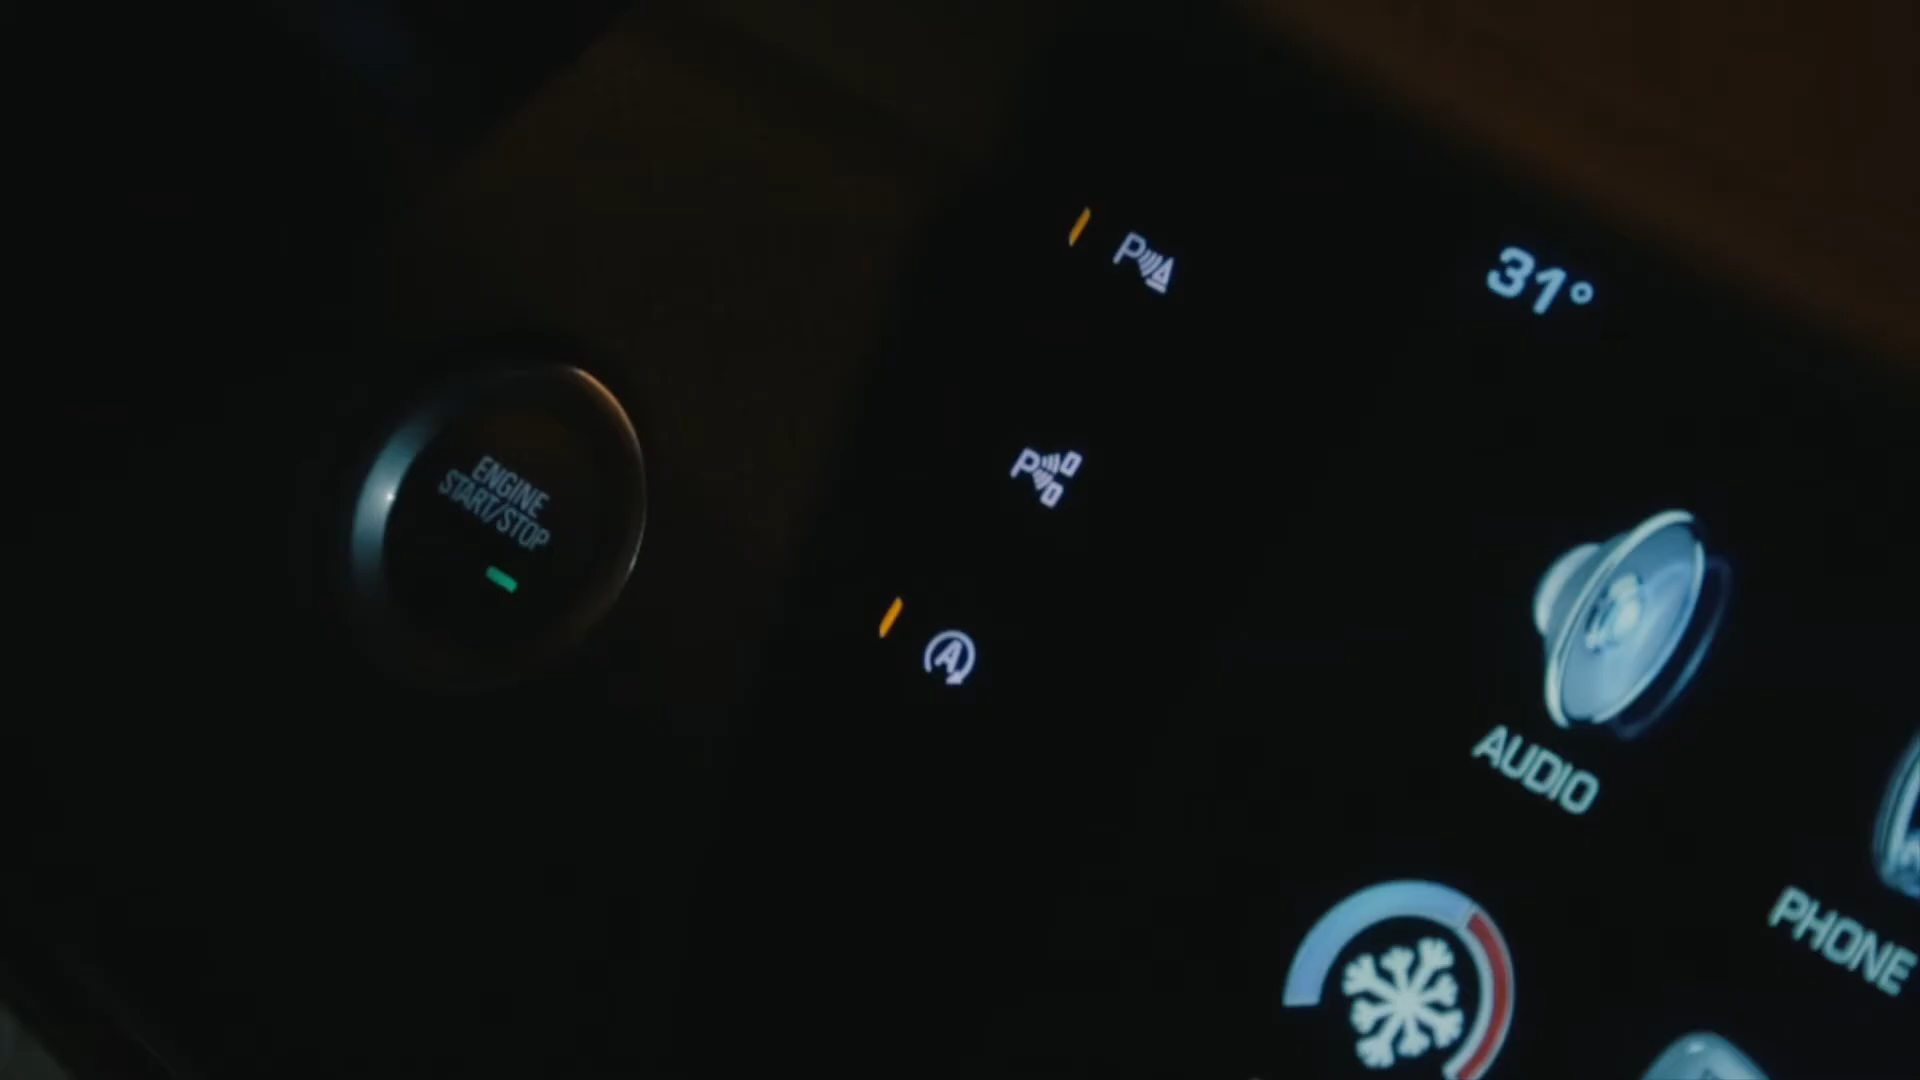 P
31°
P
ENGINE
START/STOP
A
AUDIO
PHONE